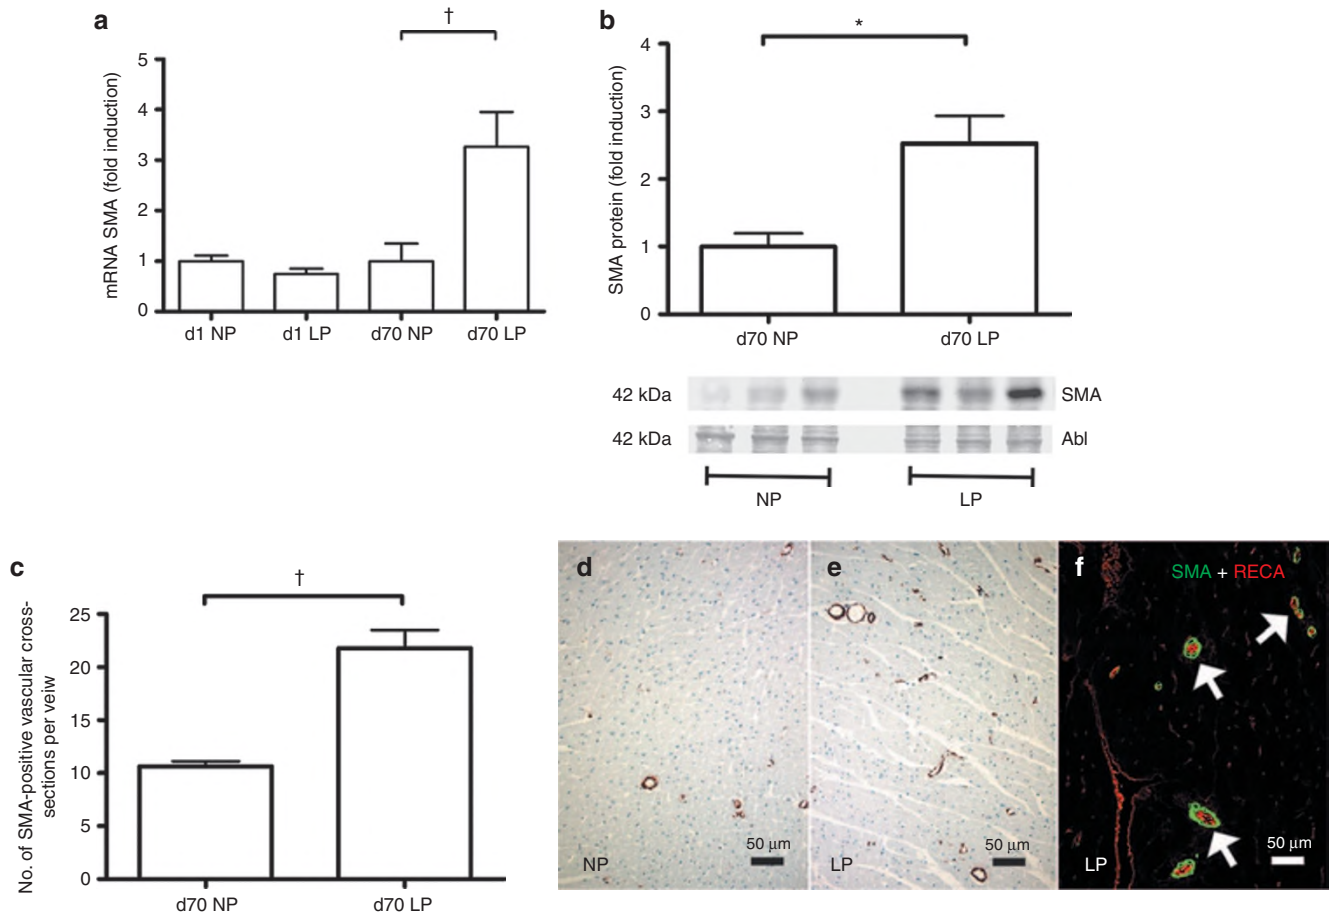 a
†
mRNA SMA (fold induction)
5
4
3
2
1
0
d1 NP
d1 LP
d70 NP
d70 LP
b
*
SMA protein (fold induction)
4
3
2
1
0
d70 NP
d70 LP
42 kDa
SMA
42 kDa
Abl
NP
LP
c
†
No. of SMA-positive vascular cross-
sections per veiw
25
20
15
10
5
0
d70 NP
d70 LP
d
NP
50 μm
e
LP
50 μm
f
SMA + RECA
LP
50 μm